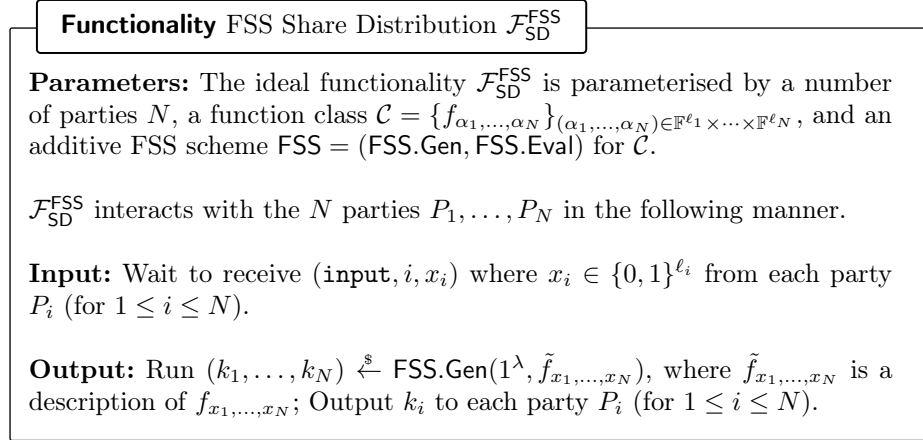 Functionality FSS Share Distribution $\mathcal{F}_{\mathsf{SD}}^{\mathsf{FSS}}$
Parameters: The ideal functionality $\mathcal{F}_{\mathsf{SD}}^{\mathsf{FSS}}$ is parameterised by a number
of parties $N$, a function class $\mathcal{C} = \{f_{\alpha_1,\ldots,\alpha_N}\}_{(\alpha_1,\ldots,\alpha_N)\in\mathbb{F}^{\ell_1}\times\cdots\times\mathbb{F}^{\ell_N}}$, and an
additive FSS scheme $\mathsf{FSS} = (\mathsf{FSS.Gen}, \mathsf{FSS.Eval})$ for $\mathcal{C}$.
$\mathcal{F}_{\mathsf{SD}}^{\mathsf{FSS}}$ interacts with the $N$ parties $P_1, \ldots, P_N$ in the following manner.
Input: Wait to receive $(\mathtt{input}, i, x_i)$ where $x_i \in \{0,1\}^{\ell_i}$ from each party
$P_i$ (for $1 \leq i \leq N$).
Output: Run $(k_1, \ldots, k_N) \xleftarrow{\$} \mathsf{FSS.Gen}(1^\lambda, \tilde{f}_{x_1,\ldots,x_N})$, where $\tilde{f}_{x_1,\ldots,x_N}$ is a
description of $f_{x_1,\ldots,x_N}$; Output $k_i$ to each party $P_i$ (for $1 \leq i \leq N$).